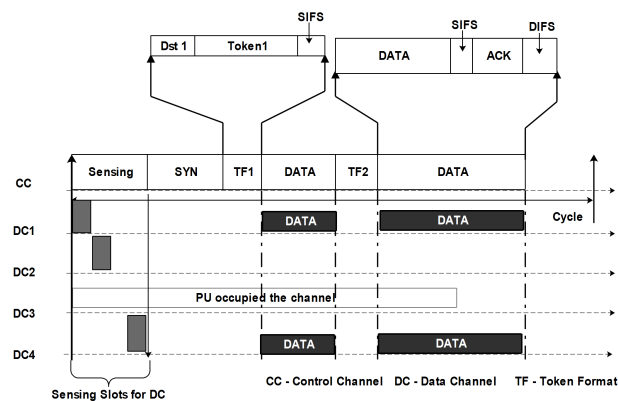 SIFS
Dst 1 Token1
SIFS DIFS
DATA ACK
Sensing SYN TF1 DATA TF2 DATA
CC
Cycle
DC1 DATA DATA
DC2
PU occupied the channel
DC3
DC4 DATA DATA
CC - Control Channel DC - Data Channel TF - Token Format
Sensing Slots for DC